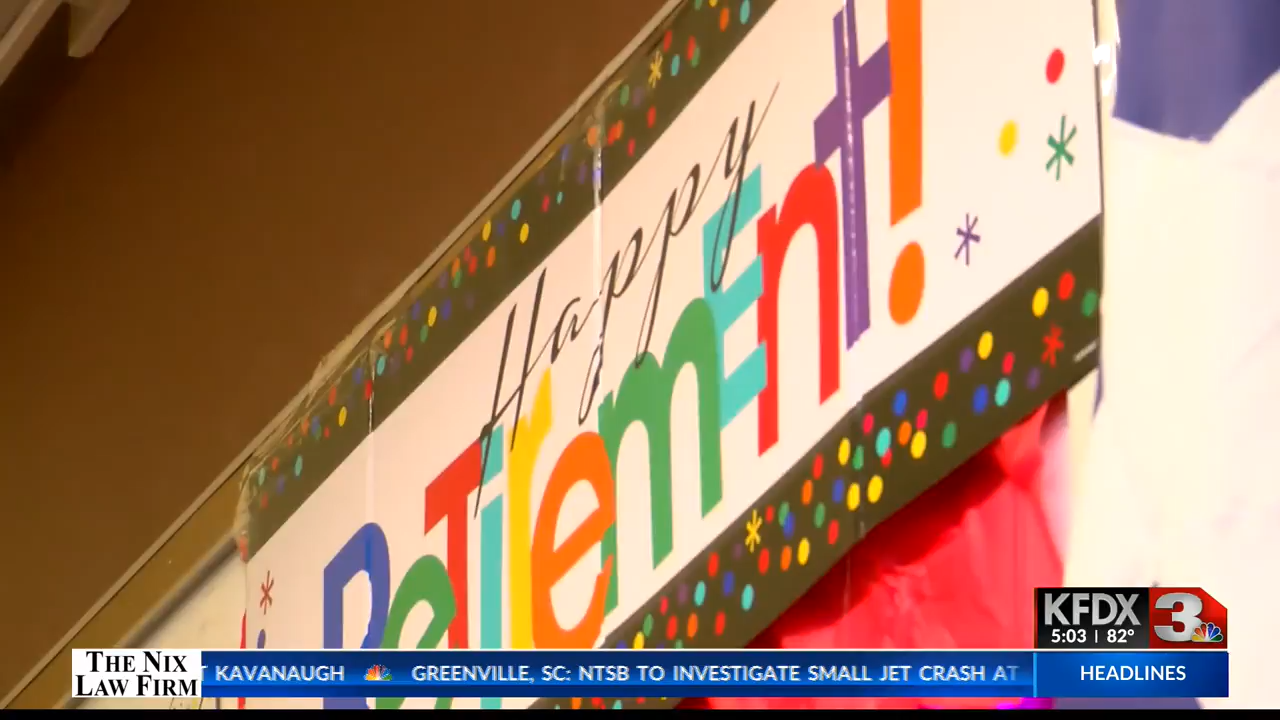 Happy
ReTiremEnt!
KFDX 3
5:03 | 82°
THE NIX
LAW FIRM
T KAVANAUGH GREENVILLE, SC: NTSB TO INVESTIGATE SMALL JET CRASH AT
HEADLINES